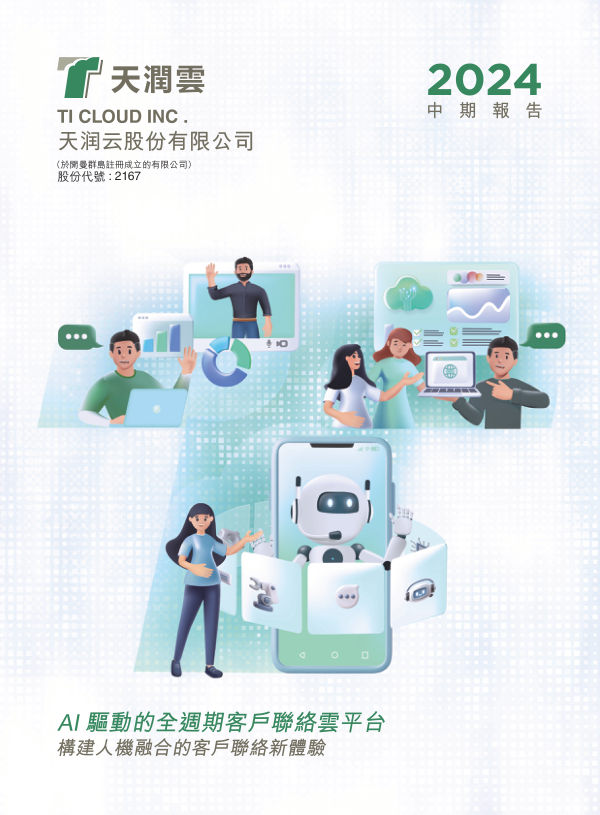 天潤雲
TI CLOUD INC .
天润云股份有限公司
（於開曼群島註冊成立的有限公司）
股份代號 : 2167
2024
中期報告
AI 驅動的全週期客戶聯絡雲平台
構建人機融合的客戶聯絡新體驗